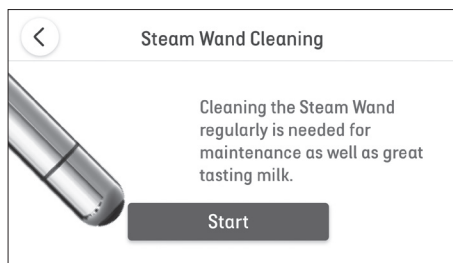 Steam Wand Cleaning
Cleaning the Steam Wand
regularly is needed for
maintenance as well as great
tasting milk.
Start